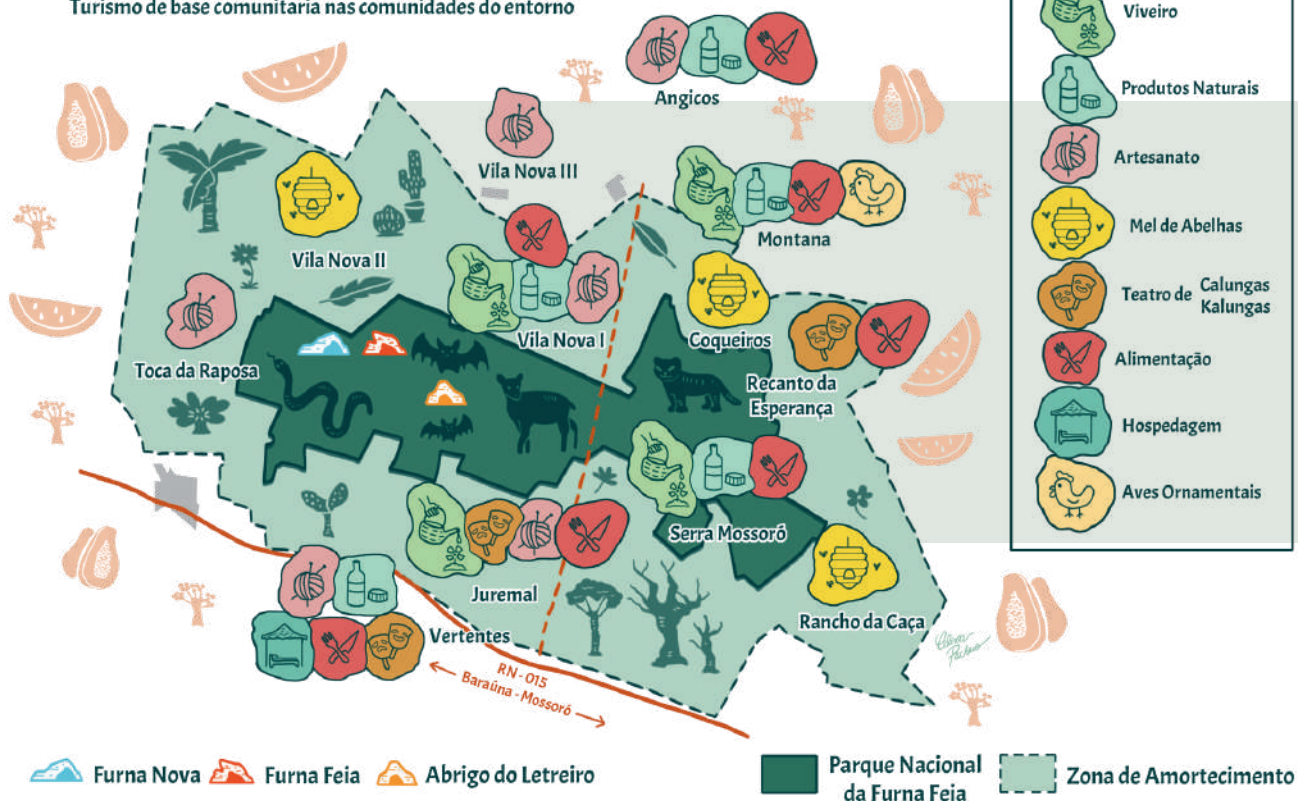 Turismo de base comunitária nas comunidades do entorno
Viveiro
Produtos Naturais
Artesanato
Mel de Abelhas
Teatro de Calungas
Kalungas
Alimentação
Hospedagem
Aves Ornamentais
Angicos
Vila Nova III
Montana
Vila Nova II
Vila Nova I
Coqueiros
Toca da Raposa
Recanto da
Esperança
Serra Mossoró
Juremal
Rancho da Caça
Vertentes
RN-015
Baraúna - Mossoró
Furna Nova
Furna Feia
Abrigo do Letreiro
Parque Nacional
da Furna Feia
Zona de Amortecimento